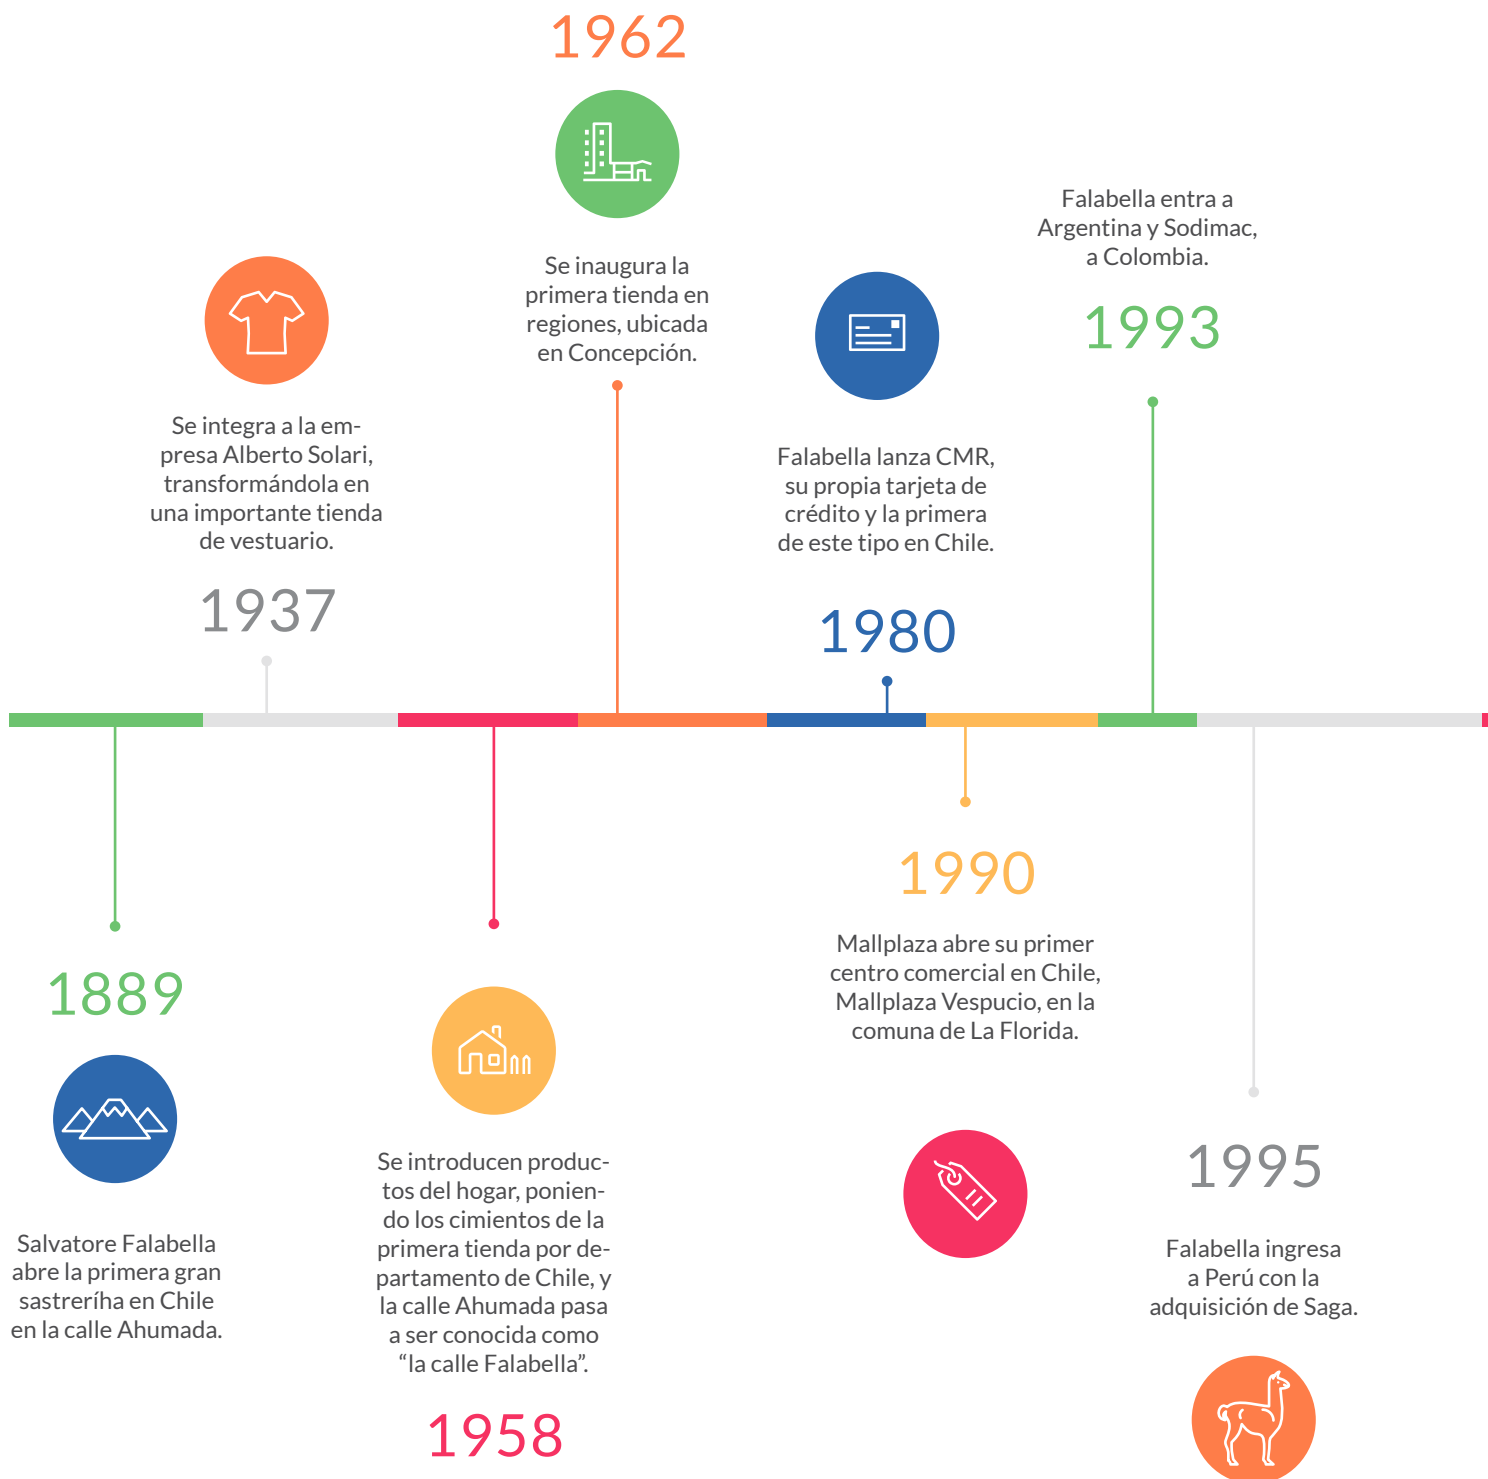 1889
Salvatore Falabella
abre la primera gran
sastreríha en Chile
en la calle Ahumada.
Se integra a la em-
presa Alberto Solari,
transformándola en
una importante tienda
de vestuario.
1937
Se introducen produc-
tos del hogar, ponien-
do los cimientos de la
primera tienda por de-
partamento de Chile, y
la calle Ahumada pasa
a ser conocida como
“la calle Falabella”.
1958
1962
Se inaugura la
primera tienda en
regiones, ubicada
en Concepción.
Falabella lanza CMR,
su propia tarjeta de
crédito y la primera
de este tipo en Chile.
1980
1990
Mallplaza abre su primer
centro comercial en Chile,
Mallplaza Vespucio, en la
comuna de La Florida.
Falabella entra a
Argentina y Sodimac,
a Colombia.
1993
1995
Falabella ingresa
a Perú con la
adquisición de Saga.